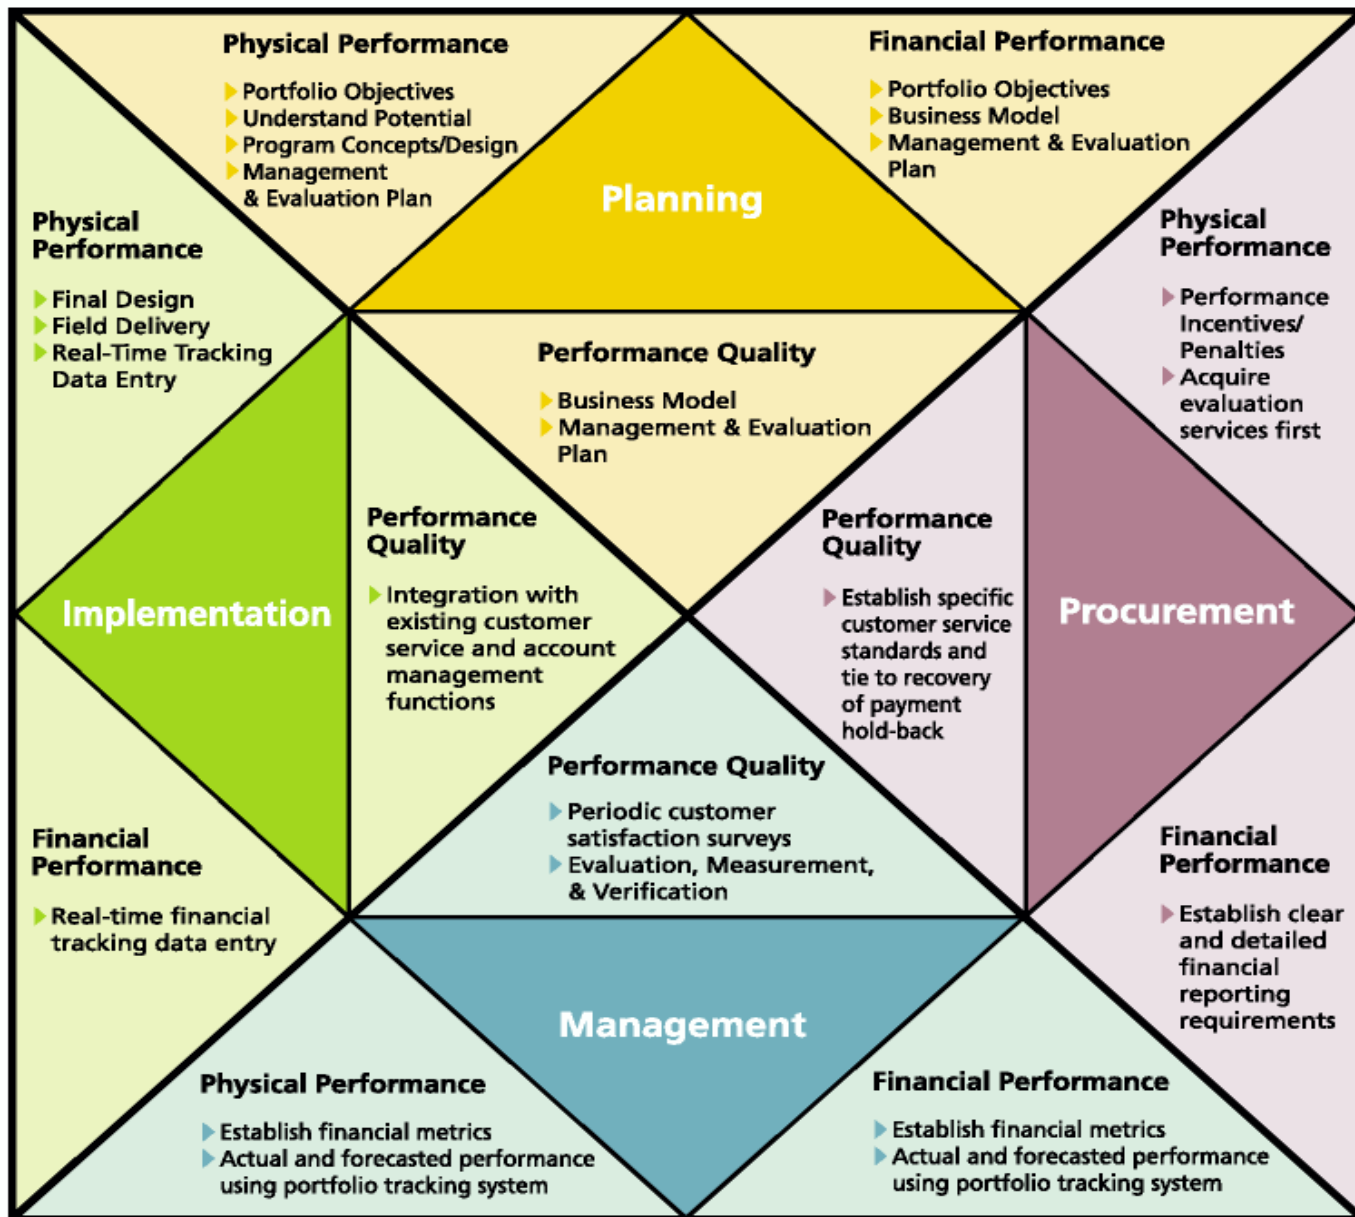 Physical Performance
Portfolio Objectives
Understand Potential
Program Concepts/Design
Management
& Evaluation Plan
Planning
Financial Performance
Portfolio Objectives
Business Model
Management & Evaluation
Plan
Physical
Performance
Final Design
Field Delivery
Real-Time Tracking
Data Entry
Performance Quality
Business Model
Management & Evaluation
Plan
Physical
Performance
Performance
Incentives/
Penalties
Acquire
evaluation
services first
Implementation
Performance
Quality
Integration with
existing customer
service and account
management
functions
Performance
Quality
Establish specific
customer service
standards and
tie to recovery
of payment
hold-back
Procurement
Financial
Performance
Real-time financial
tracking data entry
Performance Quality
Periodic customer
satisfaction surveys
Evaluation, Measurement,
& Verification
Financial
Performance
Establish clear
and detailed
financial
reporting
requirements
Management
Physical Performance
Establish financial metrics
Actual and forecasted performance
using portfolio tracking system
Financial Performance
Establish financial metrics
Actual and forecasted performance
using portfolio tracking system